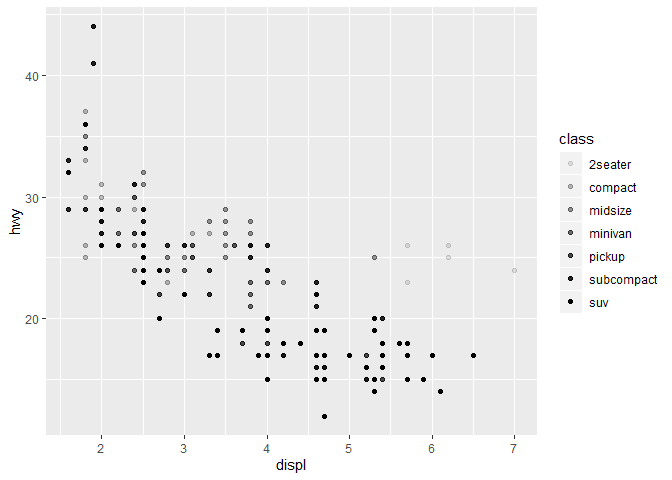 40
30
20
hwy
2
3
4
5
6
7
displ
class
2seater
compact
midsize
minivan
pickup
subcompact
suv